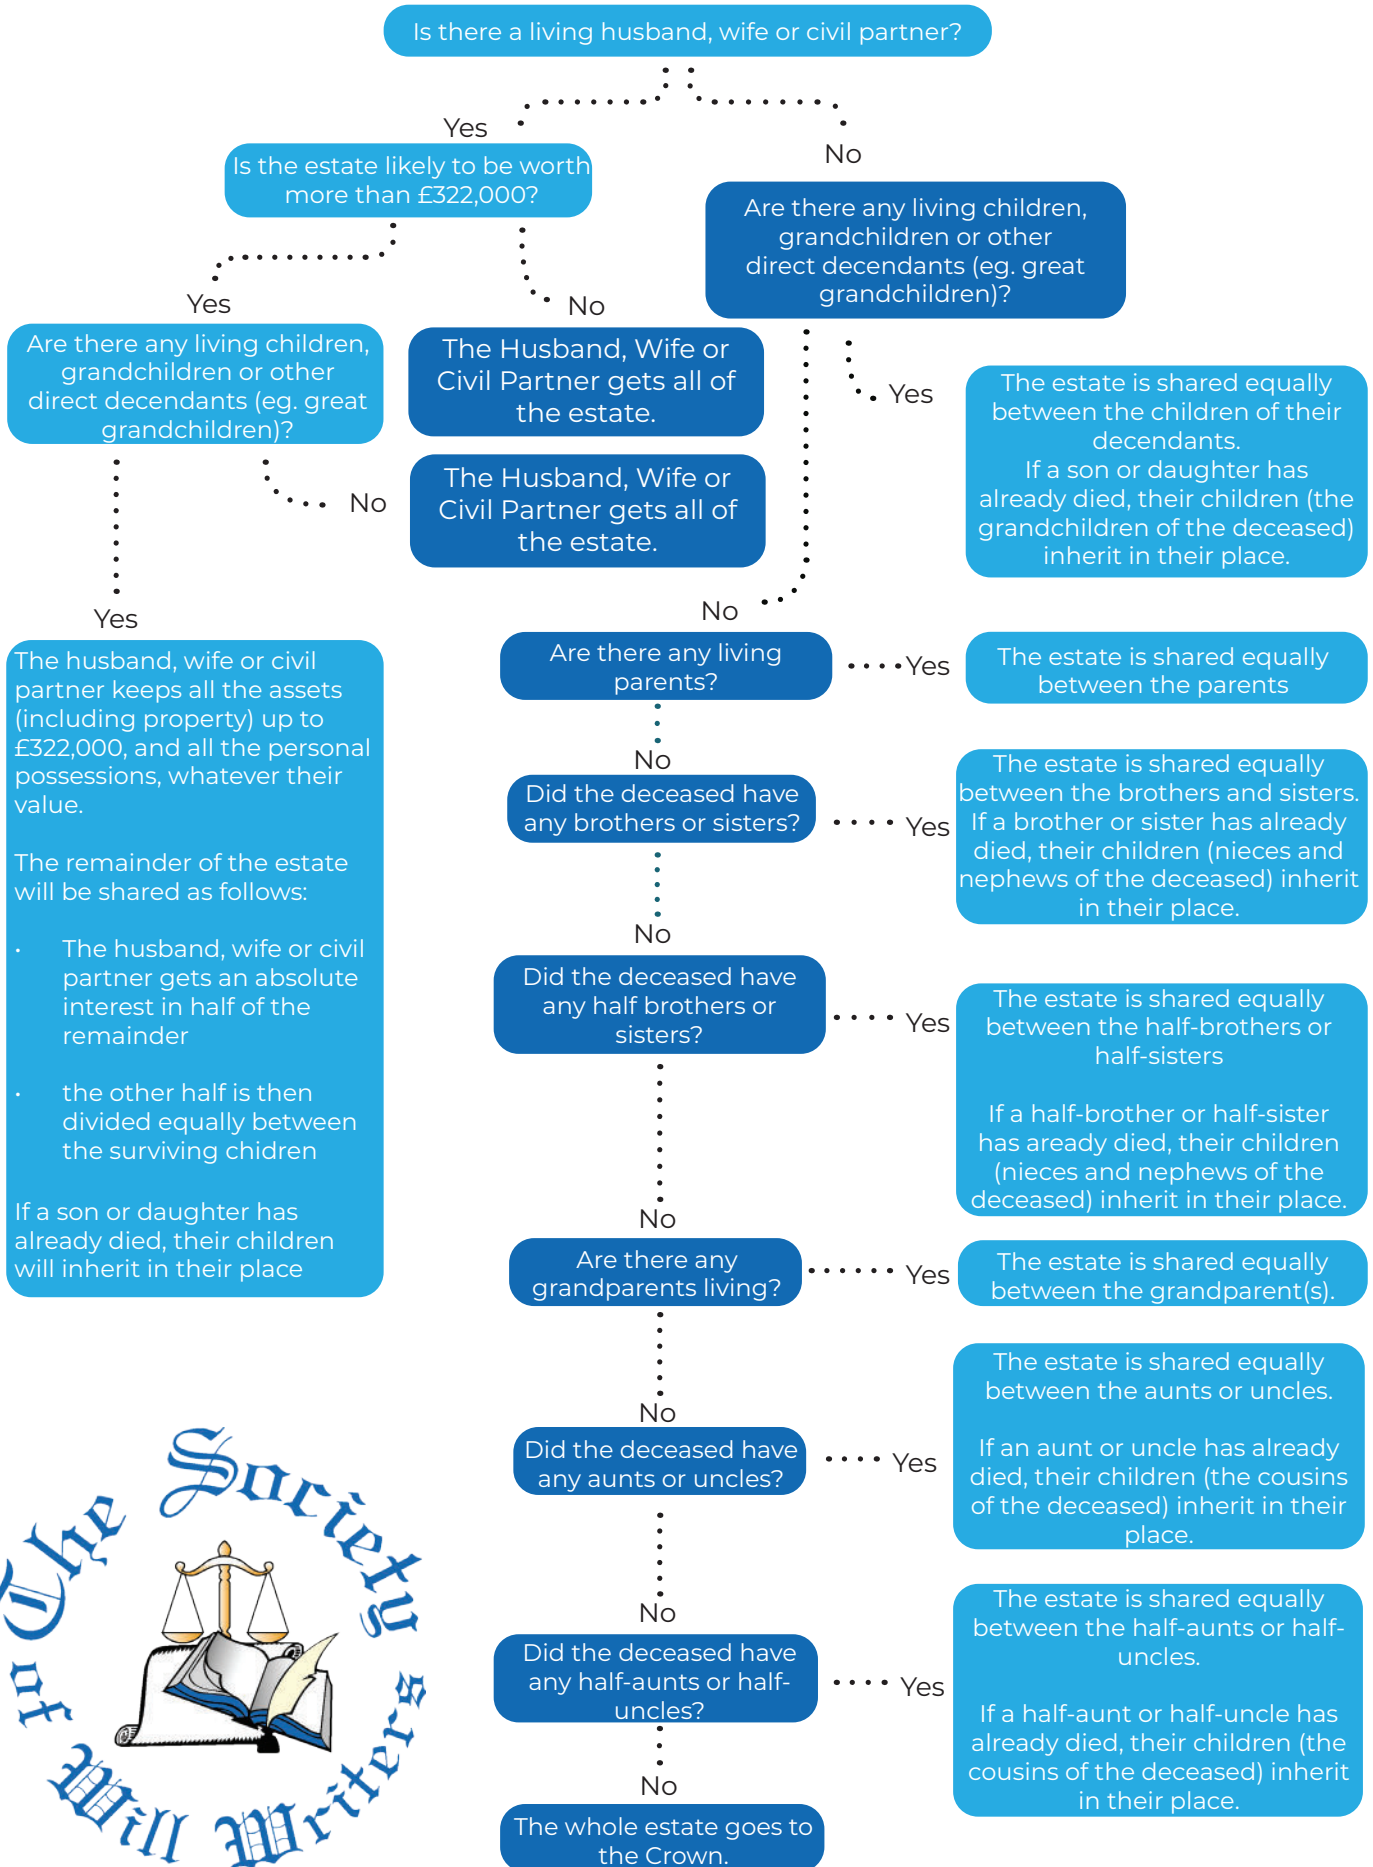 Is there a living husband, wife or civil partner?
Yes
No
Is the estate likely to be worth
more than £322,000?
Are there any living children,
grandchildren or other
direct decendants (eg. great
grandchildren)?
Yes
No
Are there any living children,
grandchildren or other
direct decendants (eg. great
grandchildren)?
The Husband, Wife or
Civil Partner gets all of
the estate.
Yes
The estate is shared equally
between the children of their
decendants.
If a son or daughter has
already died, their children (the
grandchildren of the deceased)
inherit in their place.
No
The Husband, Wife or
Civil Partner gets all of
the estate.
Yes
The husband, wife or civil
partner keeps all the assets
(including property) up to
£322,000, and all the personal
possessions, whatever their
value.
The remainder of the estate
will be shared as follows:
· The husband, wife or civil
partner gets an absolute
interest in half of the
remainder
· the other half is then
divided equally between
the surviving chidren
If a son or daughter has
already died, their children
will inherit in their place
No
Are there any living
parents?
Yes
The estate is shared equally
between the parents
No
Did the deceased have
any brothers or sisters?
Yes
The estate is shared equally
between the brothers and sisters.
If a brother or sister has already
died, their children (nieces and
nephews of the deceased) inherit
in their place.
No
Did the deceased have
any half brothers or
sisters?
Yes
The estate is shared equally
between the half-brothers or
half-sisters
If a half-brother or half-sister
has aready died, their children
(nieces and nephews of the
deceased) inherit in their place.
No
Are there any
grandparents living?
Yes
The estate is shared equally
between the grandparent(s).
No
Did the deceased have
any aunts or uncles?
Yes
The estate is shared equally
between the aunts or uncles.
If an aunt or uncle has already
died, their children (the cousins
of the deceased) inherit in their
place.
No
Did the deceased have
any half-aunts or half-
uncles?
Yes
The estate is shared equally
between the half-aunts or half-
uncles.
If a half-aunt or half-uncle has
already died, their children (the
cousins of the deceased) inherit
in their place.
No
The whole estate goes to
the Crown.
The Society
of Will Writers